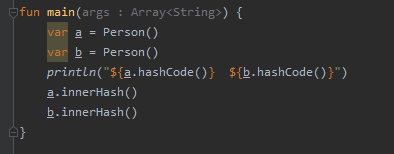 fun main(args : Array<String>) {
    var a = Person()
    var b = Person()
    println("${a.hashCode()}  ${b.hashCode()}")
    a.innerHash()
    b.innerHash()
}